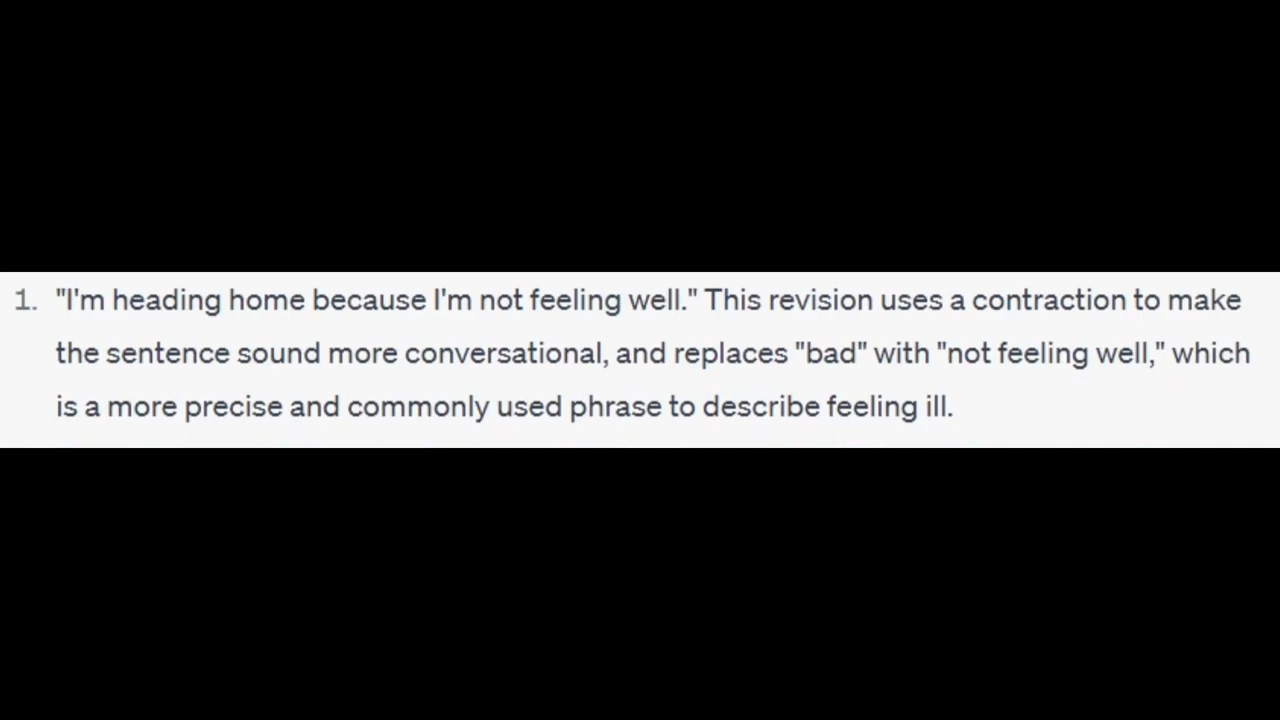 1. "I'm heading home because I'm not feeling well." This revision uses a contraction to make
the sentence sound more conversational, and replaces "bad" with "not feeling well," which
is a more precise and commonly used phrase to describe feeling ill.